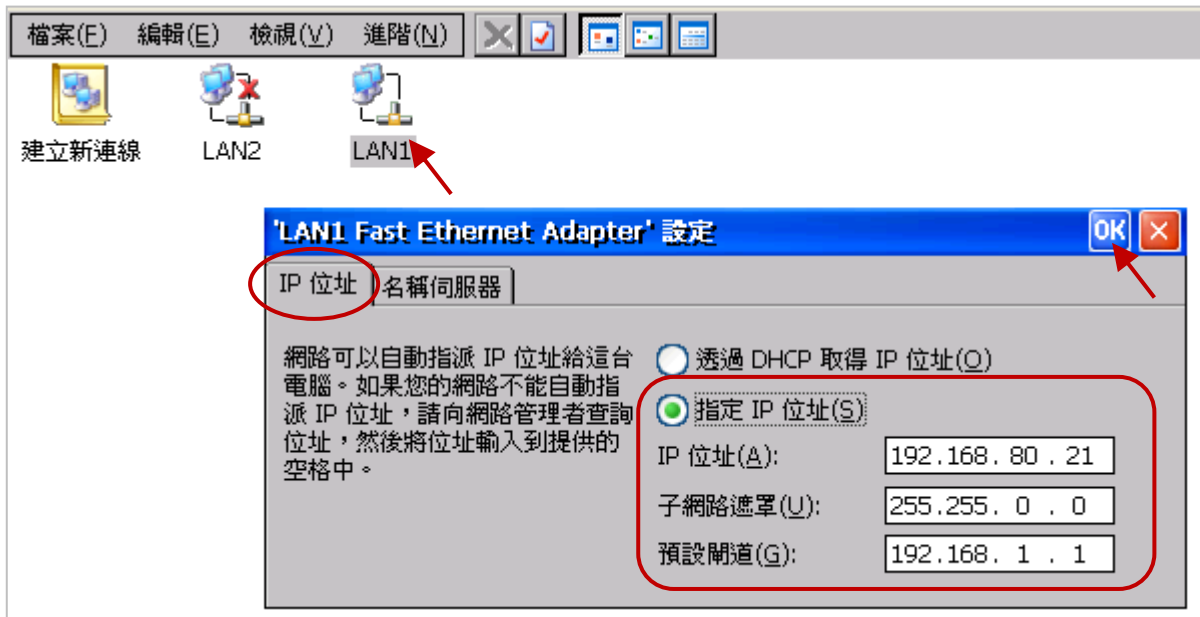 檔案(F) 編輯(E) 檢視(V) 進階(N)
建立新連線 LAN2 LAN1
'LAN1 Fast Ethernet Adapter' 設定 OK
IP 位址 名稱伺服器
網路可以自動指派 IP 位址給這台
電腦。如果您的網路不能自動指
派 IP 位址，請向網路管理者查詢
位址，然後將位址輸入到提供的
空格中。
透過 DHCP 取得 IP 位址(O)
指定 IP 位址(S)
IP 位址(A): 192.168.80.21
子網路遮罩(U): 255.255.0.0
預設閘道(G): 192.168.1.1